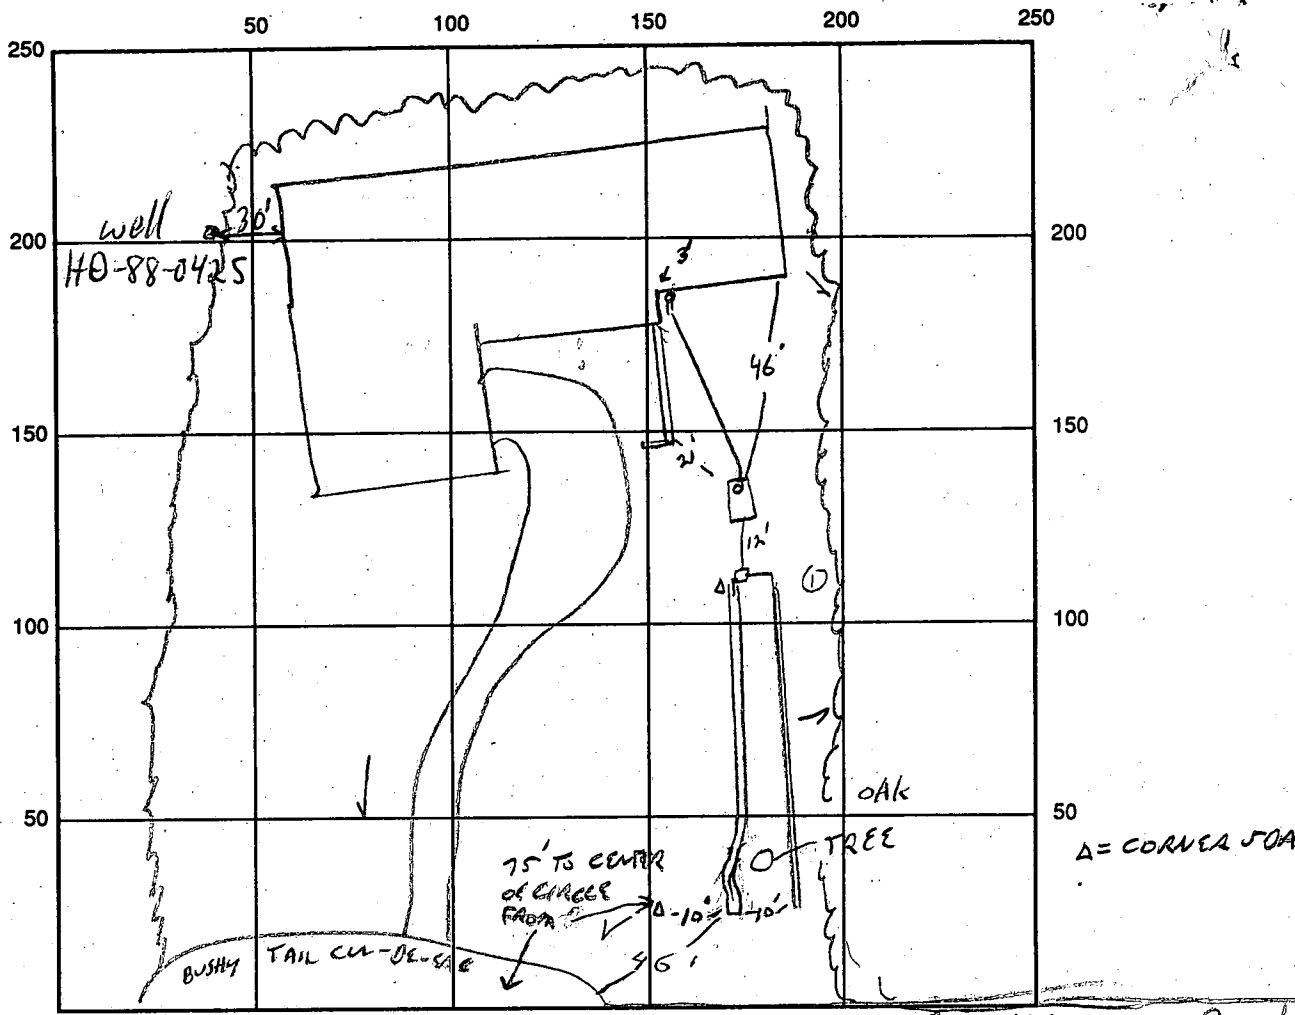 50 100 150 200 250
250
well
30'
200 200
HO-88-0425
3'
46'
150 150
2'
12'
Δ
①
100 100
OAK
50 50
TREE
75' TO CENTER
OF CIRCLE
FROM
Δ-10' -10'
Δ= CORNER
46'
BUSHY TAIL CUL-DE-SAC